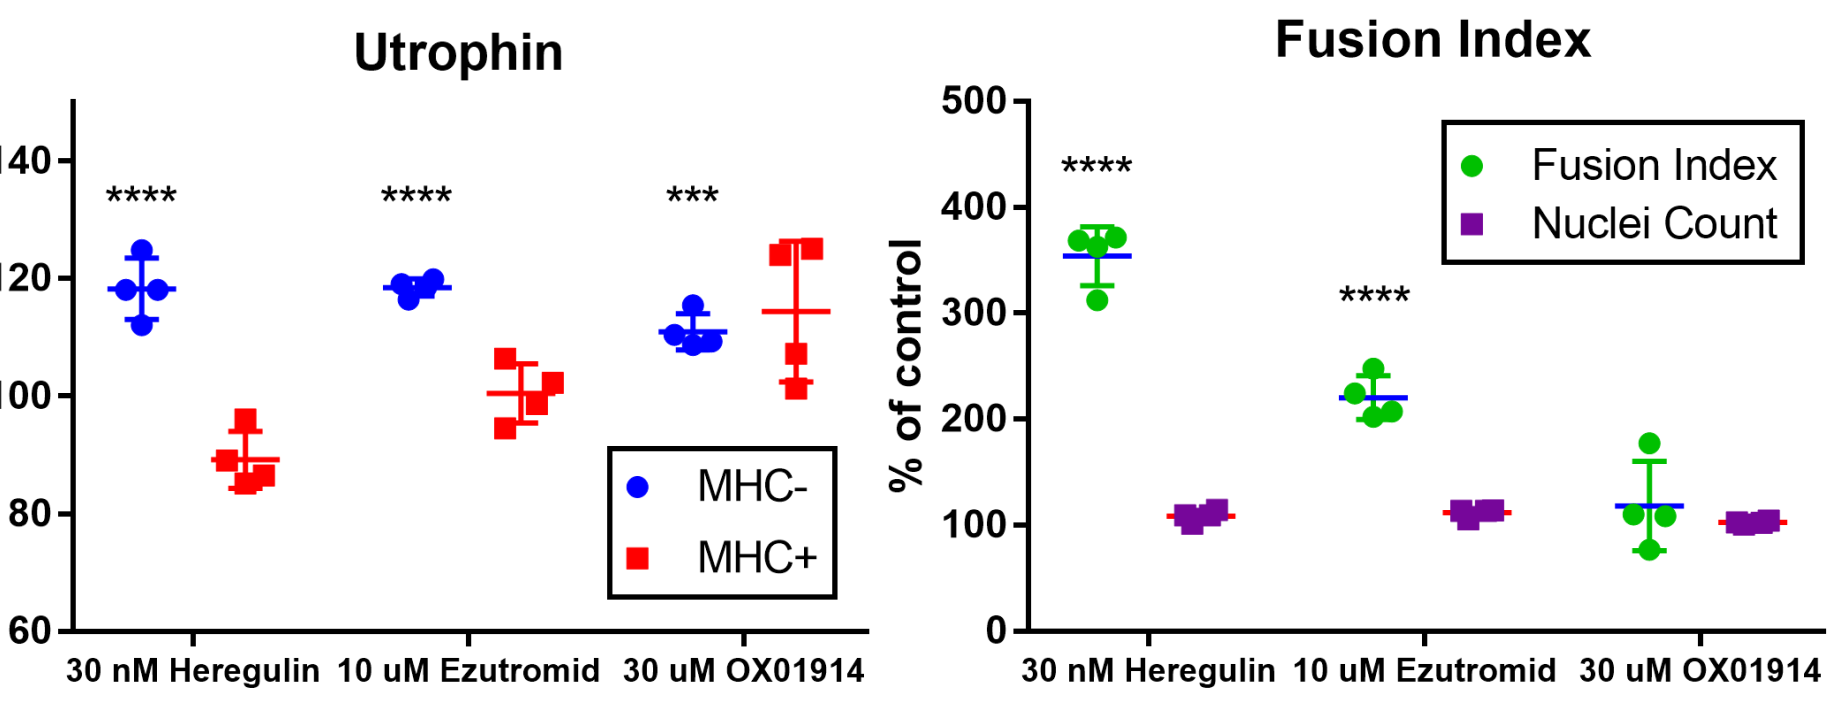 Utrophin
140
120
100
80
60
****
****
***
MHC-
MHC+
30 nM Heregulin
10 uM Ezutromid
30 uM OX01914
Fusion Index
% of control
500
400
300
200
100
0
****
****
Fusion Index
Nuclei Count
30 nM Heregulin
10 uM Ezutromid
30 uM OX01914